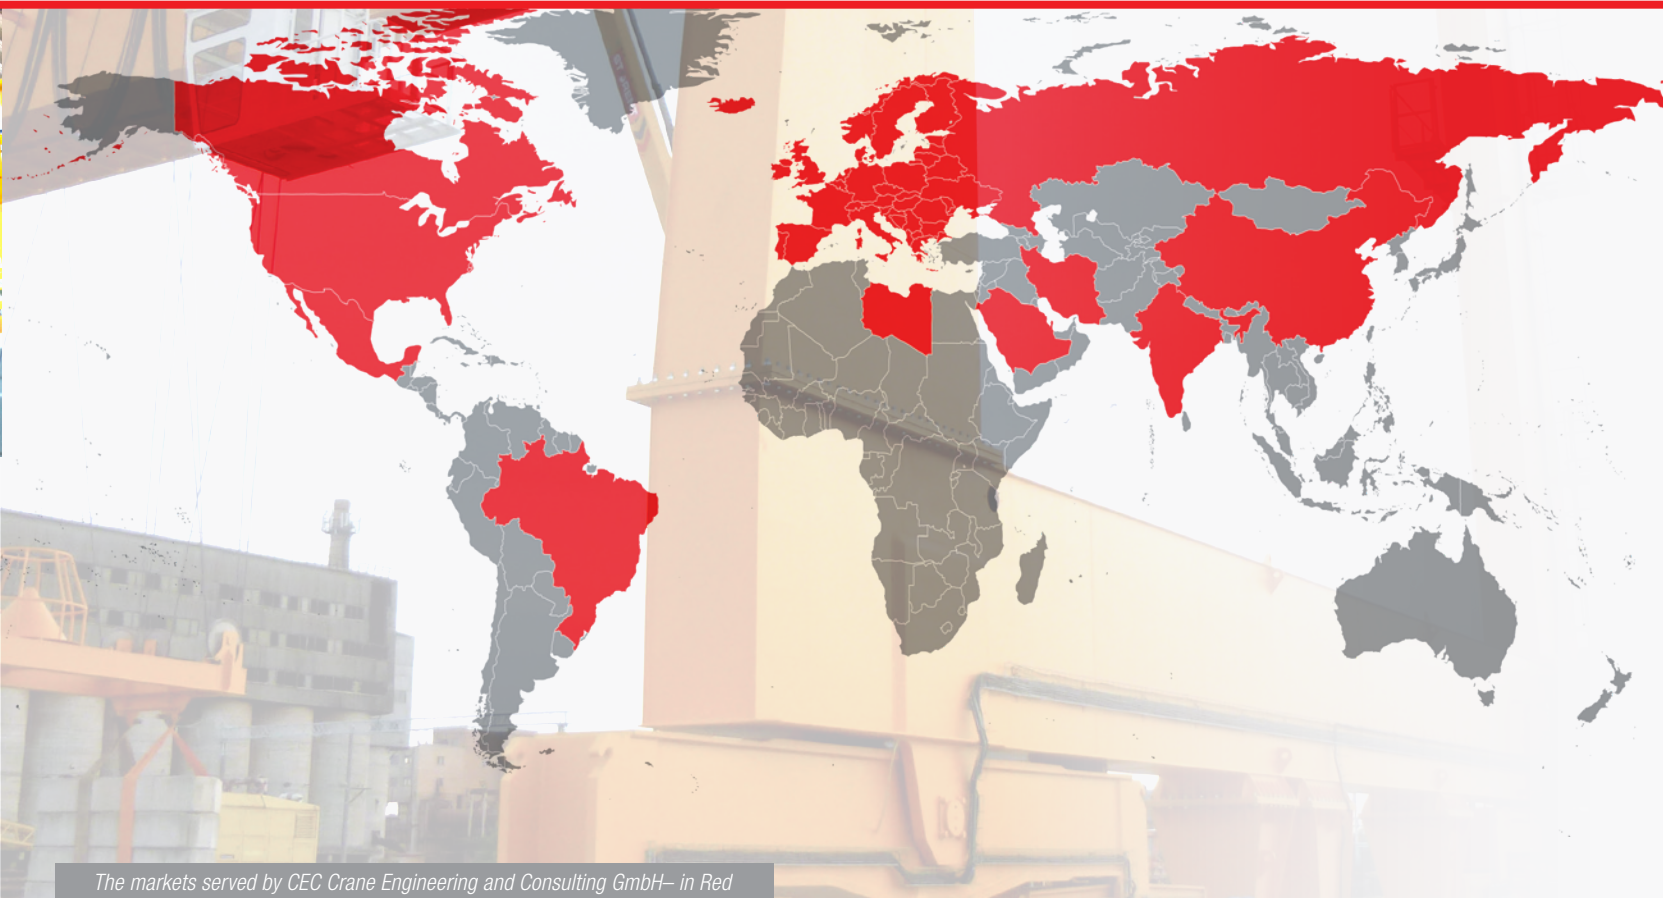 The markets served by CEC Crane Engineering and Consulting GmbH– in Red